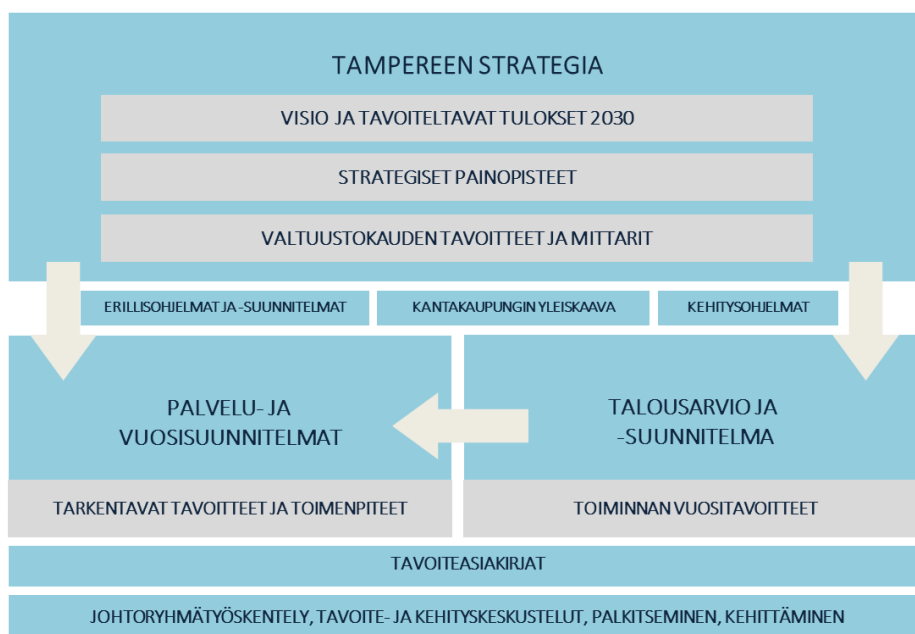 TAMPEREEN STRATEGIA
VISIO JA TAVOITELTAVAT TULOKSET 2030
STRATEGISET PAINOPISTEET
VALTUUSTOKAUDEN TAVOITTEET JA MITTARIT
ERILLISOHJELMAT JA -SUUNNITELMAT
KANTAKAUPUNGIN YLEISKAAVA
KEHITYSOHJELMAT
PALVELU- JA
VUOSISUUNNITELMAT
TALOUSARVIO JA
-SUUNNITELMA
TARKENTAVAT TAVOITTEET JA TOIMENPITEET
TOIMINNAN VUOSITAVOITTEET
TAVOITEASIAKIRJAT
JOHTORYHMÄTYÖSKENTELY, TAVOITE- JA KEHITYSKESKUSTELUT, PALKITSEMINEN, KEHITTÄMINEN